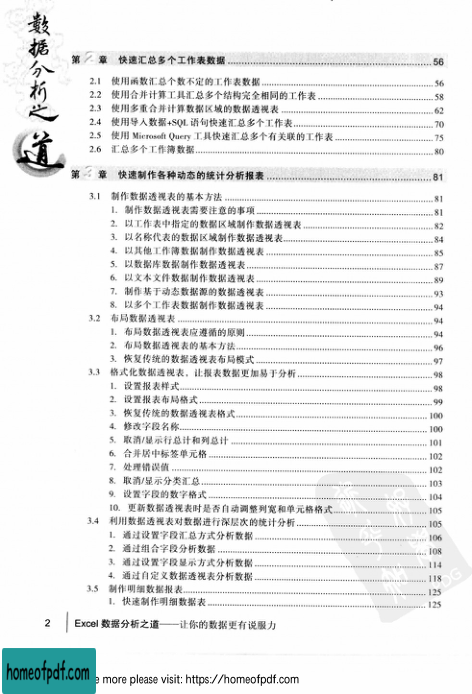 数据分析之道
第 2 章 快速汇总多个工作表数据 56
2.1 使用函数汇总个数不定的工作表数据 56
2.2 使用合并计算工具汇总多个结构完全相同的工作表 58
2.3 使用多重合并计算数据区域的数据透视表 62
2.4 使用导入数据+SQL 语句快速汇总多个工作表 70
2.5 使用 Microsoft Query 工具快速汇总多个有关联的工作表 75
2.6 汇总多个工作簿数据 80
第 3 章 快速制作各种动态的统计分析报表 81
3.1 制作数据透视表的基本方法 81
1. 制作数据透视表需要注意的事项 81
2. 以工作表中指定的数据区域制作数据透视表 82
3. 以名称代表的数据区域制作数据透视表 84
4. 以其他工作簿数据制作数据透视表 85
5. 以数据库数据制作数据透视表 87
6. 以文本文件数据制作数据透视表 89
7. 制作基于动态数据源的数据透视表 93
8. 以多个工作表数据制作数据透视表 94
3.2 布局数据透视表 94
1. 布局数据透视表应遵循的原则 94
2. 布局数据透视表的基本方法 96
3. 恢复传统的数据透视表布局模式 97
3.3 格式化数据透视表，让报表数据更加易于分析 98
1. 设置报表样式 98
2. 设置报表布局格式 99
3. 恢复传统的数据透视表格式 100
4. 修改字段名称 100
5. 取消/显示行总计和列总计 101
6. 合并居中标签单元格 102
7. 处理错误值 102
8. 取消/显示分类汇总 103
9. 设置字段的数字格式 104
10. 更新数据透视表时是否自动调整列宽和单元格格式 105
3.4 利用数据透视表对数据进行深层次的统计分析 105
1. 通过设置字段汇总方式分析数据 106
2. 通过组合字段分析数据 108
3. 通过设置字段显示方式分析数据 114
4. 通过自定义数据透视表分析数据 118
3.5 制作明细数据报表 125
1. 快速制作明细数据表 125
2 Excel 数据分析之道——让你的数据更有说服力
homeofpdf.com
e more please visit: https://homeofpdf.com